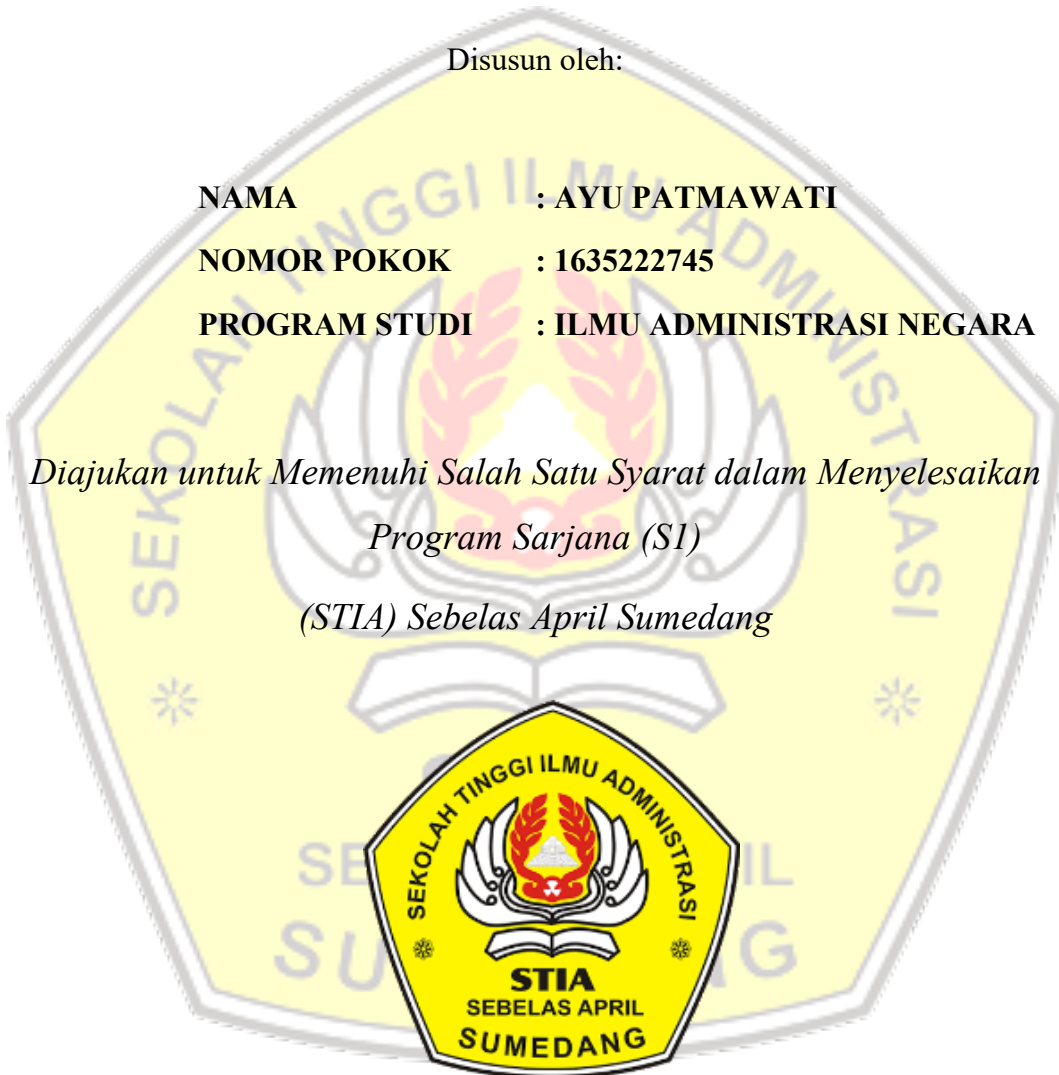 Disusun oleh:
NAMA : AYU PATMAWATI
NOMOR POKOK : 1635222745
PROGRAM STUDI : ILMU ADMINISTRASI NEGARA
Diajukan untuk Memenuhi Salah Satu Syarat dalam Menyelesaikan
Program Sarjana (S1)
(STIA) Sebelas April Sumedang
SEKOLAH TINGGI ILMU ADMINISTRASI
STIA
SEBELAS APRIL
SUMEDANG